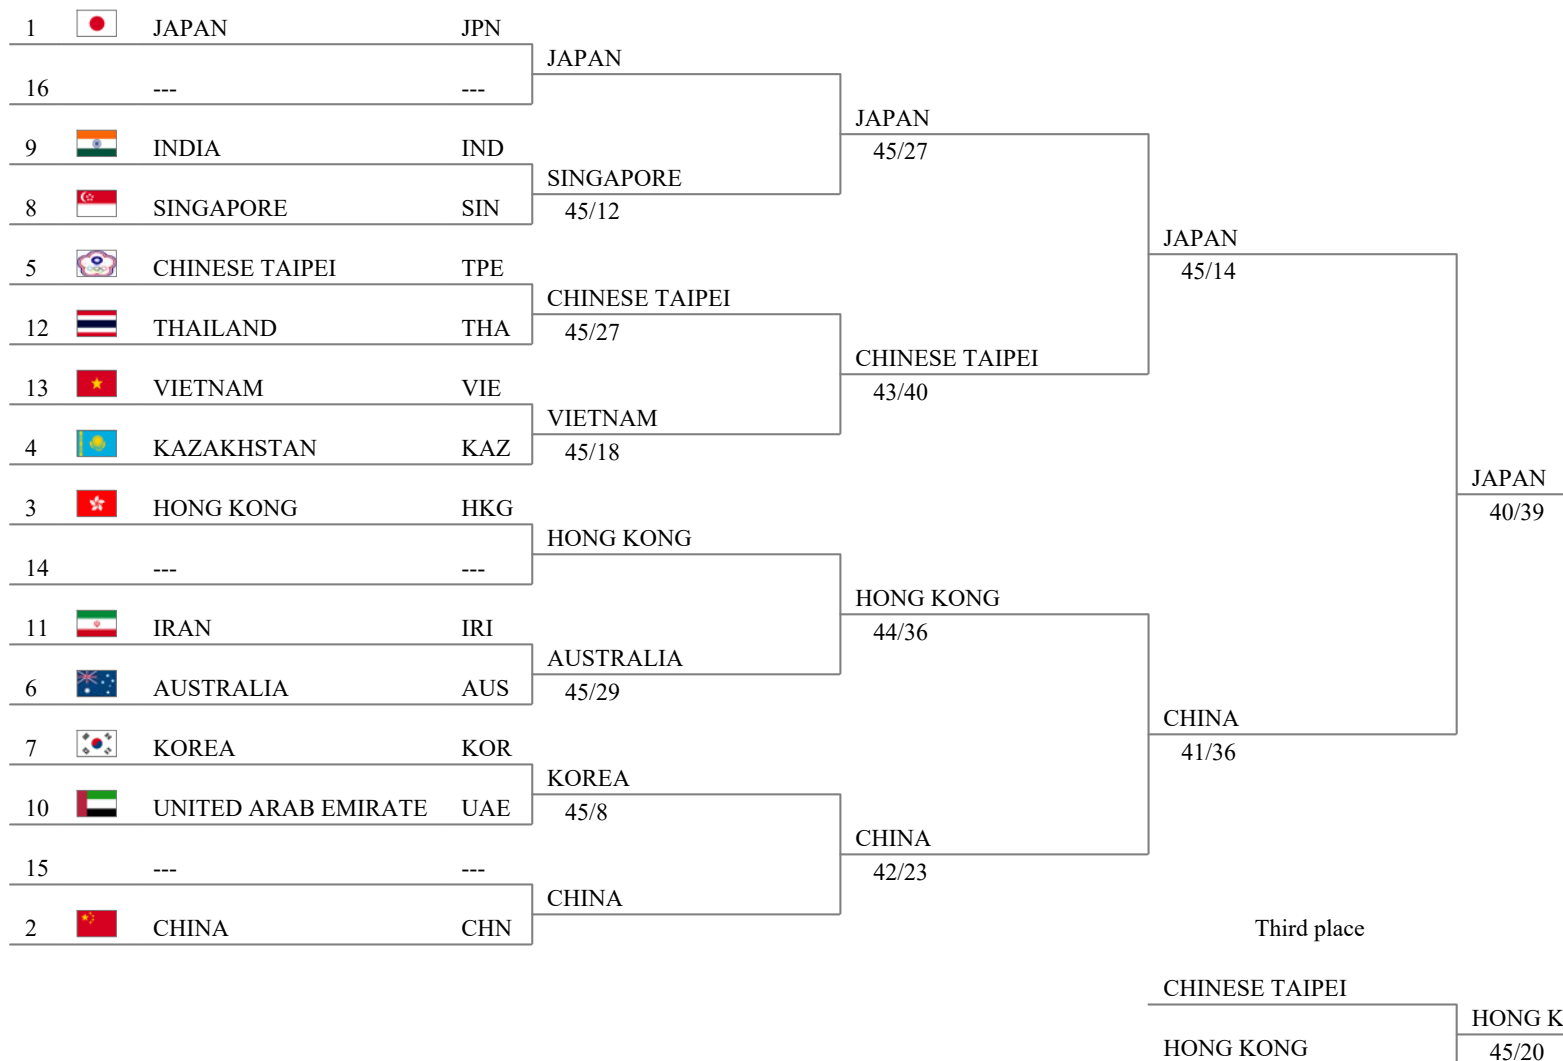 1 JAPAN JPN
JAPAN
16 --- ---
JAPAN
45/27
9 INDIA IND
SINGAPORE
45/12
8 SINGAPORE SIN
JAPAN
45/14
5 CHINESE TAIPEI TPE
CHINESE TAIPEI
45/27
12 THAILAND THA
CHINESE TAIPEI
43/40
13 VIETNAM VIE
VIETNAM
45/18
4 KAZAKHSTAN KAZ
JAPAN
40/39
3 HONG KONG HKG
HONG KONG
14 --- ---
HONG KONG
44/36
11 IRAN IRI
AUSTRALIA
45/29
6 AUSTRALIA AUS
CHINA
41/36
7 KOREA KOR
KOREA
45/8
10 UNITED ARAB EMIRATE UAE
CHINA
42/23
15 --- ---
CHINA
2 CHINA CHN
Third place
CHINESE TAIPEI
HONG K
45/20
HONG KONG